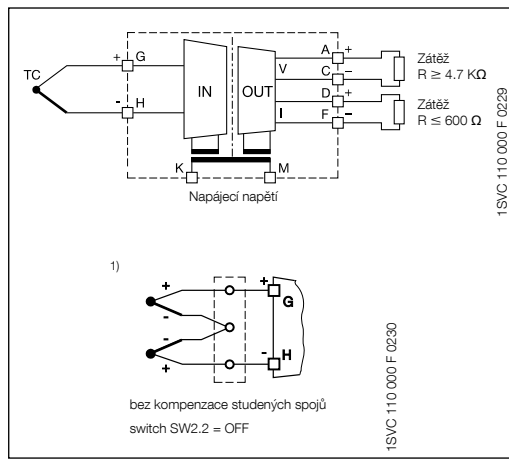 TC
+ G
- H
IN
OUT
V
I
A +
C –
D +
F –
Zátěž
R ≥ 4.7 KΩ
Zátěž
R ≤ 600 Ω
K
M
Napájecí napětí
1SVC 110 000 F 0229
1)
+
-
-
+
+
G
-
H
bez kompenzace studených spojů
switch SW2.2 = OFF
1SVC 110 000 F 0230